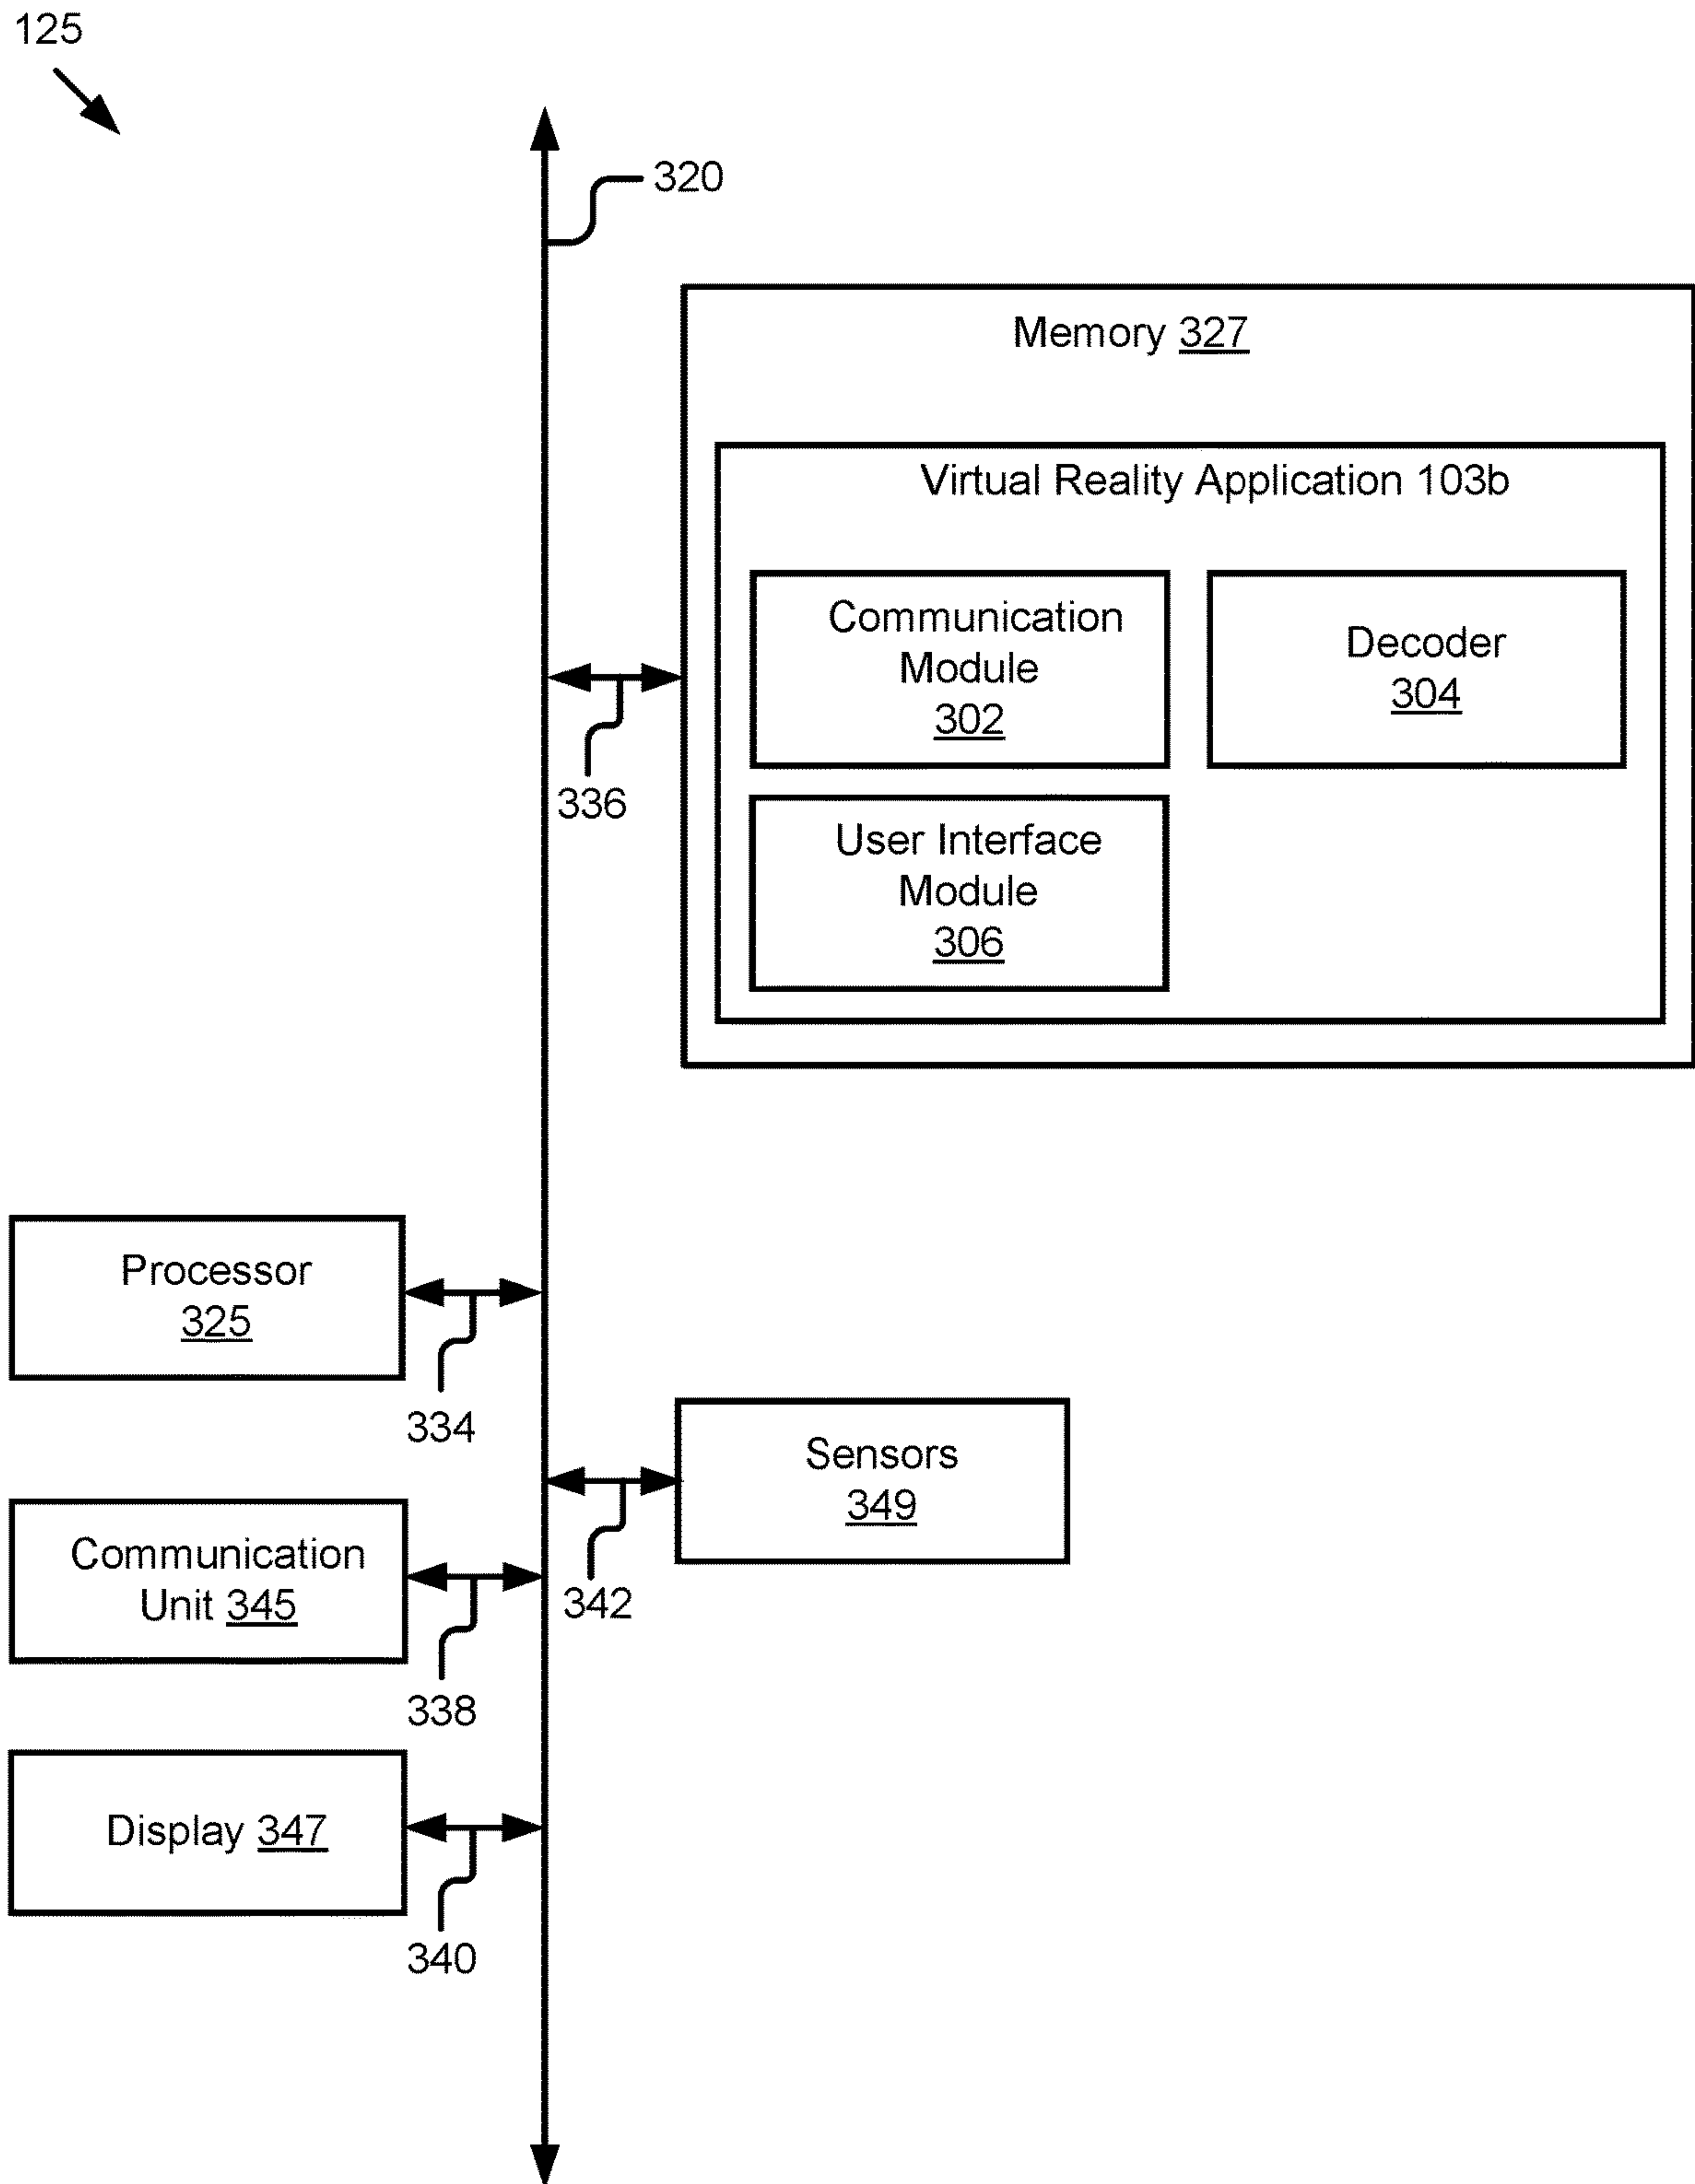 125
320
Memory 327
Virtual Reality Application 103b
Communication
Module
302
Decoder
304
336
User Interface
Module
306
Processor
325
334
Sensors
349
342
Communication
Unit 345
338
Display 347
340